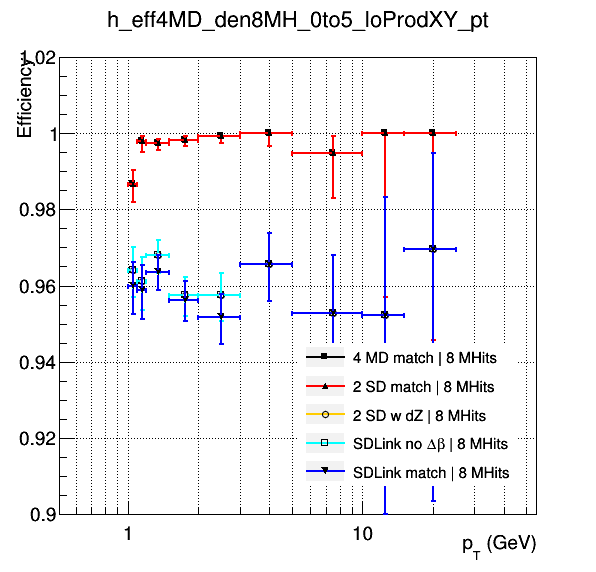 h_eff4MD_den8MH_0to5_loProdXY_pt
Efficiency
1.02
1
0.98
0.96
0.94
0.92
0.9
4 MD match | 8 MHits
2 SD match | 8 MHits
2 SD w dZ | 8 MHits
SDLink no Δβ | 8 MHits
SDLink match | 8 MHits
1 10
p_T (GeV)